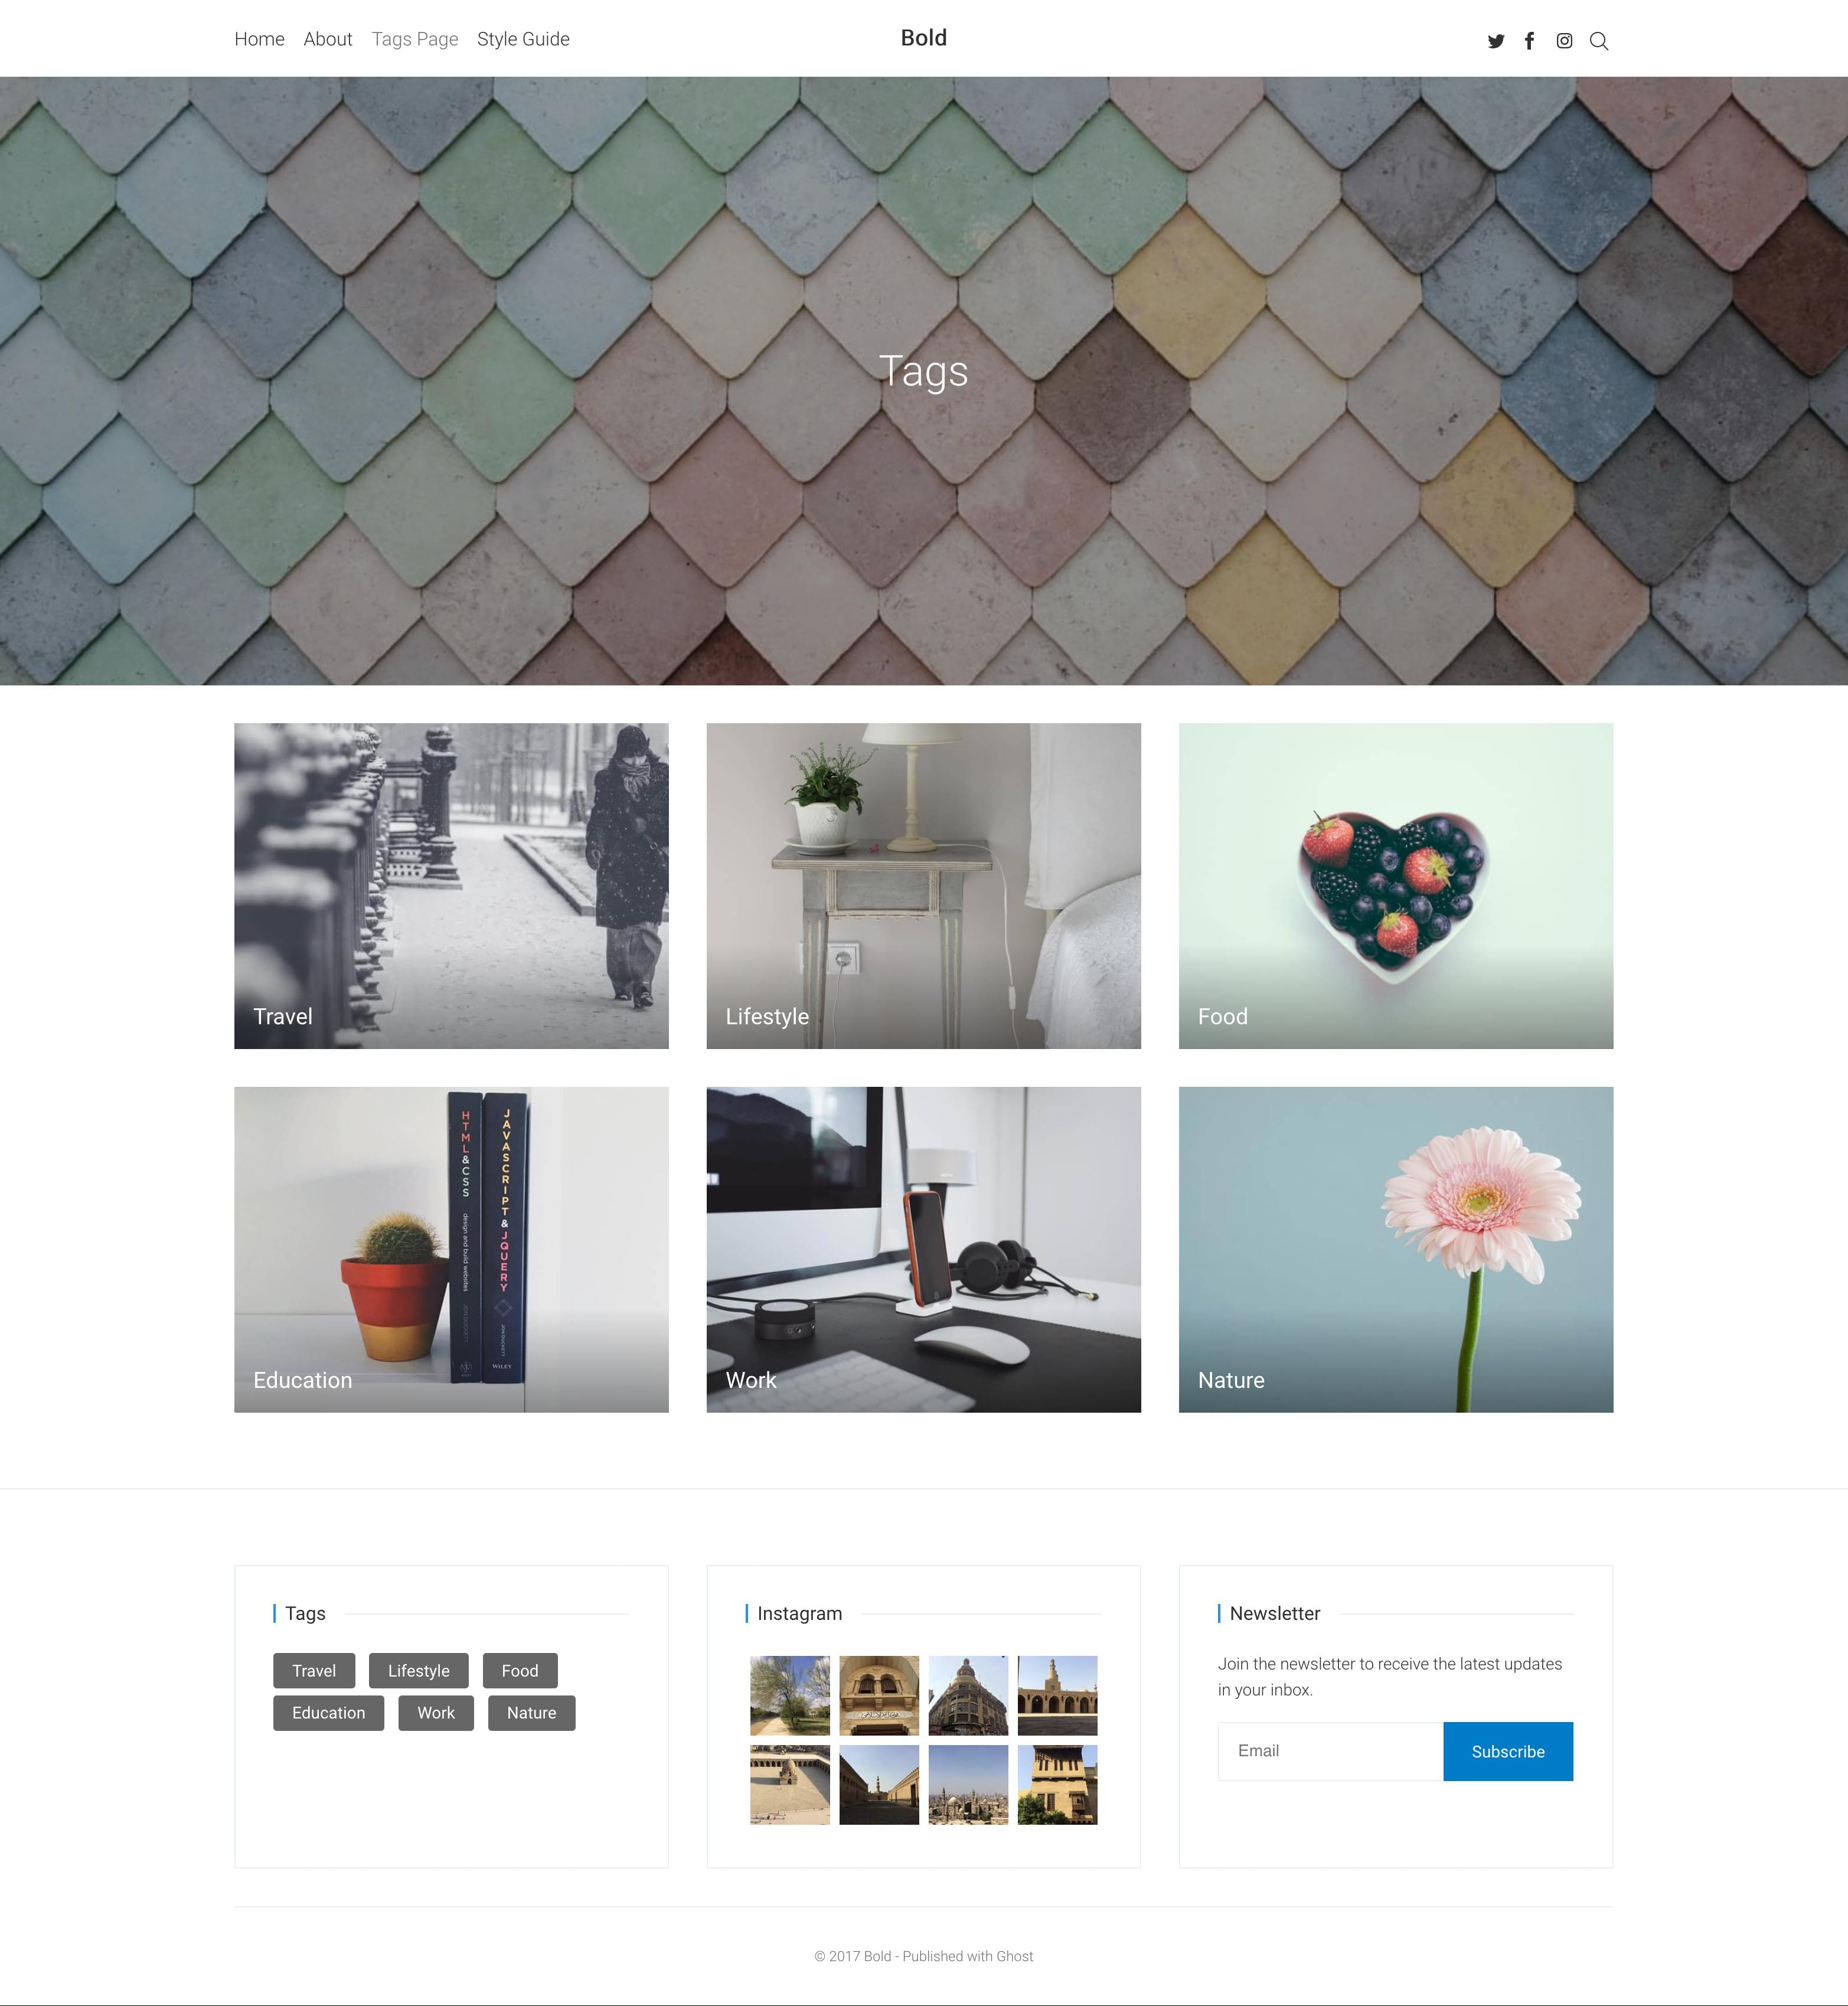 Home About Tags Page Style Guide
Bold
Tags
Travel
Lifestyle
Food
HTML&CSS design and build websites JON DUCKETT
JAVASCRIPT & JQUERY JON DUCKETT WILEY
Education
Work
Nature
Tags
Travel Lifestyle Food
Education Work Nature
Instagram
Newsletter
Join the newsletter to receive the latest updates
in your inbox.
Email
Subscribe
© 2017 Bold - Published with Ghost